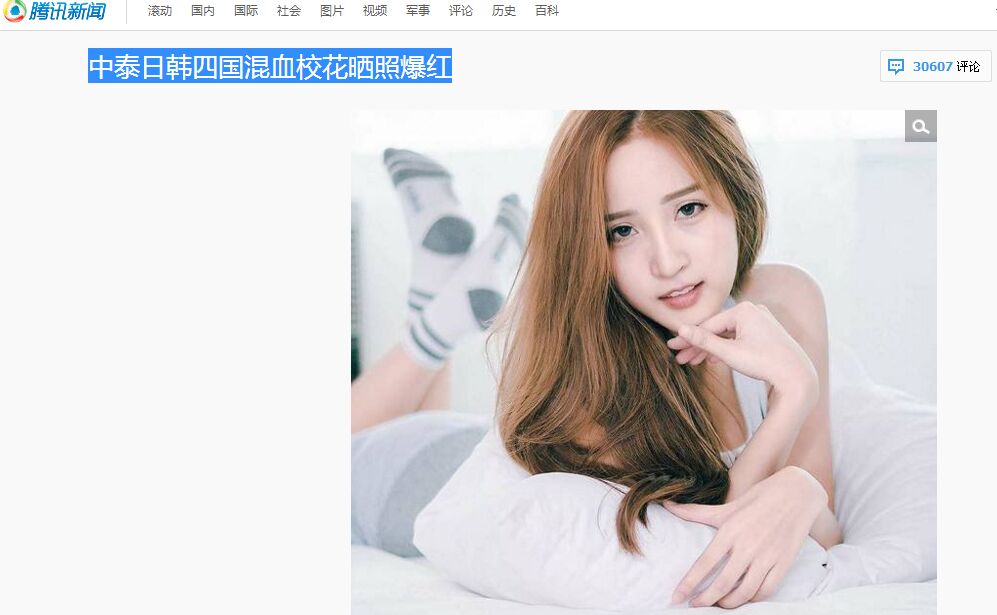 腾讯新闻 滚动 国内 国际 社会 图片 视频 军事 评论 历史 百科
中泰日韩四国混血校花晒照爆红
30607 评论